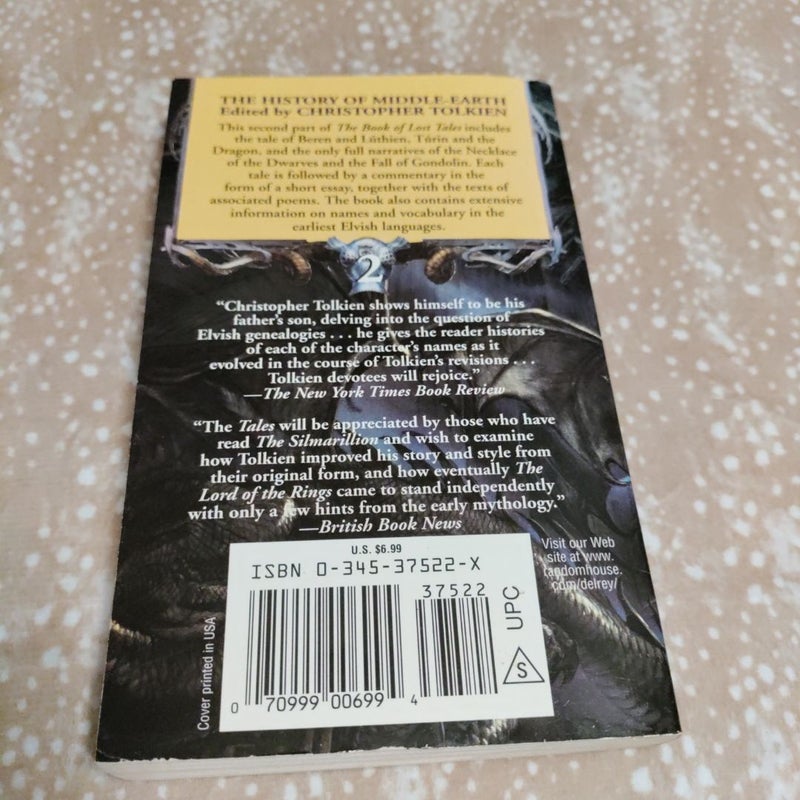 THE HISTORY OF MIDDLE-EARTH
Edited by CHRISTOPHER TOLKIEN
This second part of The Book of Lost Tales includes
the tale of Beren and Lúthien, Túrin and the
Dragon, and the only full narratives of the Necklace
of the Dwarves and the Fall of Gondolin. Each
tale is followed by a commentary in the
form of a short essay, together with the texts of
associated poems. The book also contains extensive
information on names and vocabulary in the
earliest Elvish languages.
2
“Christopher Tolkien shows himself to be his
father’s son, delving into the question of
Elvish genealogies . . . he gives the reader histories
of each of the character’s names as it
evolved in the course of Tolkien’s revisions . . .
Tolkien devotees will rejoice.”
—The New York Times Book Review
“The Tales will be appreciated by those who have
read The Silmarillion and wish to examine
how Tolkien improved his story and style from
their original form, and how eventually The
Lord of the Rings came to stand independently
with only a few hints from the early mythology.”
—British Book News
Visit our Web
site at www.
randomhouse.
com/delrey/
U.S. $6.99
ISBN 0-345-37522-X
37522
UPC
S
0 70999 00699 4
Cover printed in USA